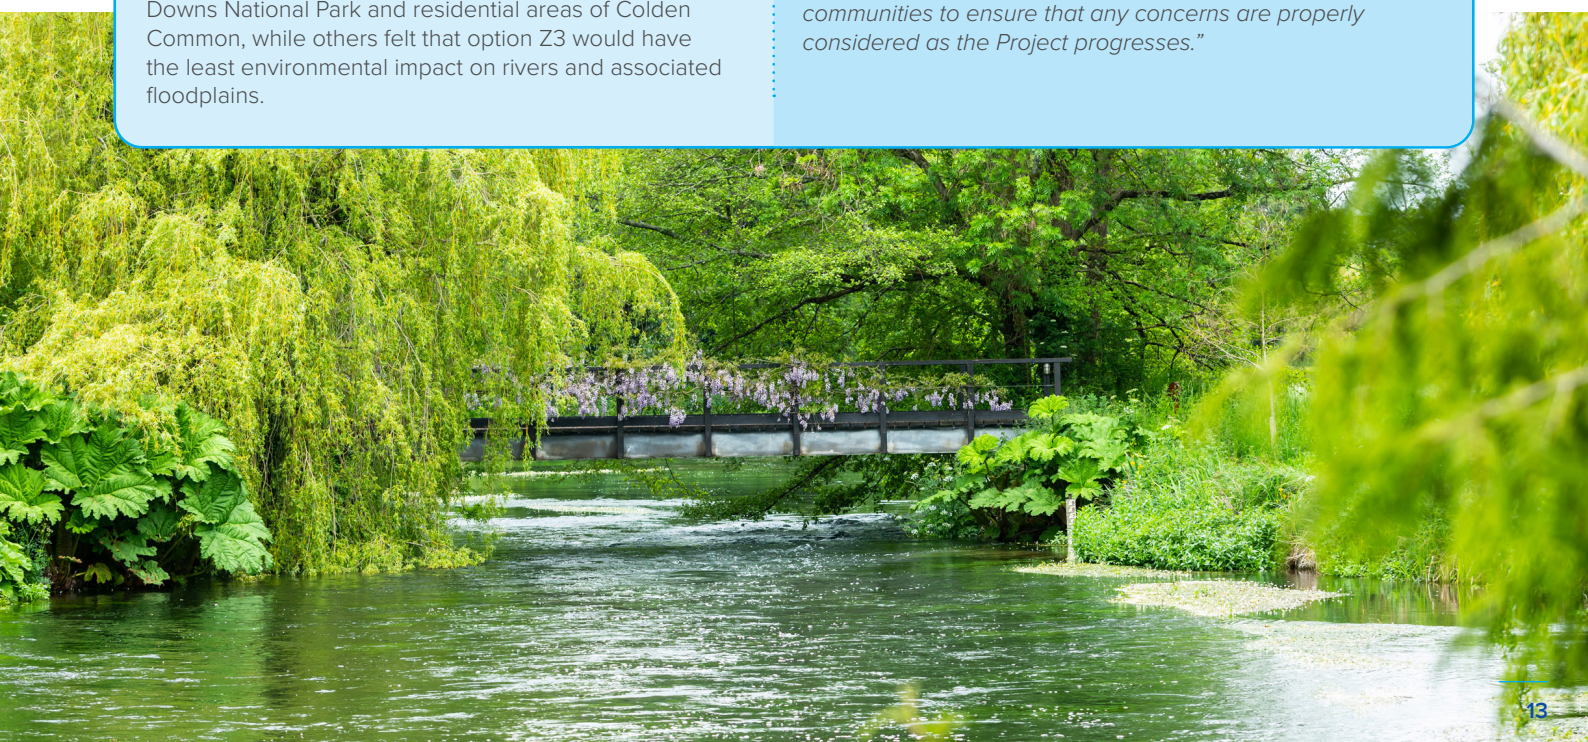 Downs National Park and residential areas of Colden
Common, while others felt that option Z3 would have
the least environmental impact on rivers and associated
floodplains.
communities to ensure that any concerns are properly
considered as the Project progresses.”
13